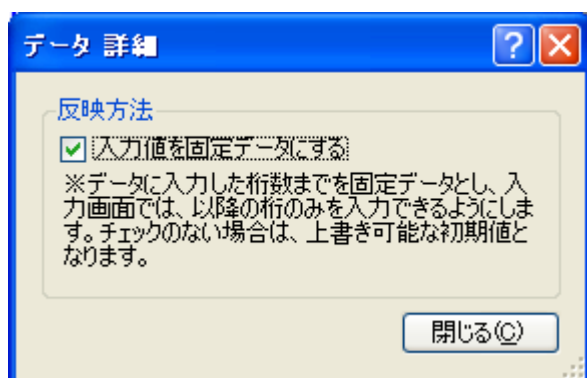 データ 詳細
反映方法
入力値を固定データにする
※データに入力した桁数までを固定データとし、入
力画面では、以降の桁のみを入力できるようにしま
す。チェックのない場合は、上書き可能な初期値と
なります。
閉じる(C)